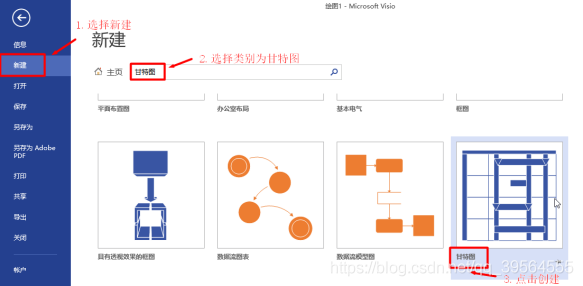 绘图1 - Microsoft Visio
1. 选择新建
新建
信息
新建
打开
保存
另存为
另存为 Adobe
PDF
打印
共享
导出
关闭
帐户
主页
甘特图
2. 选择类别为甘特图
平面布置图
办公室布局
基本电气
框图
具有透视效果的框图
数据流图表
数据流模型图
甘特图
https://blog.csdn.net/qq_39564555
3. 点击创建